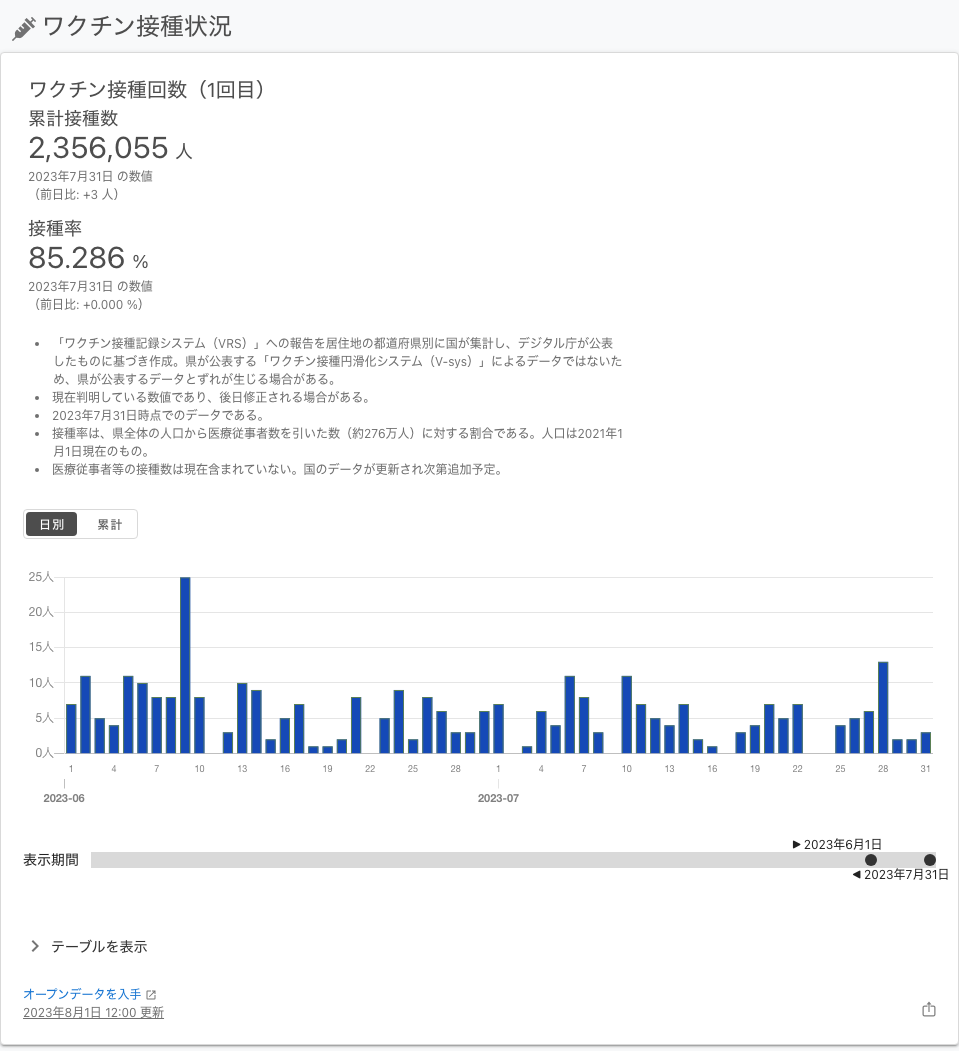 ワクチン接種状況
ワクチン接種回数（1回目）
累計接種数
2,356,055 人
2023年7月31日 の数値
（前日比: +3 人）
接種率
85.286 %
2023年7月31日 の数値
（前日比: +0.000 %）
• 「ワクチン接種記録システム（VRS）」への報告を居住地の都道府県別に国が集計し、デジタル庁が公表
したものに基づき作成。県が公表する「ワクチン接種円滑化システム（V-sys）」によるデータではないた
め、県が公表するデータとずれが生じる場合がある。
• 現在判明している数値であり、後日修正される場合がある。
• 2023年7月31日時点でのデータである。
• 接種率は、県全体の人口から医療従事者数を引いた数（約276万人）に対する割合である。人口は2021年1
月1日現在のもの。
• 医療従事者等の接種数は現在含まれていない。国のデータが更新され次第追加予定。
日別 累計
25人
20人
15人
10人
5人
0人
1 4 7 10 13 16 19 22 25 28 1 4 7 10 13 16 19 22 25 28 31
2023-06 2023-07
▶ 2023年6月1日
表示期間
◀ 2023年7月31日
テーブルを表示
オープンデータを入手
2023年8月1日 12:00 更新